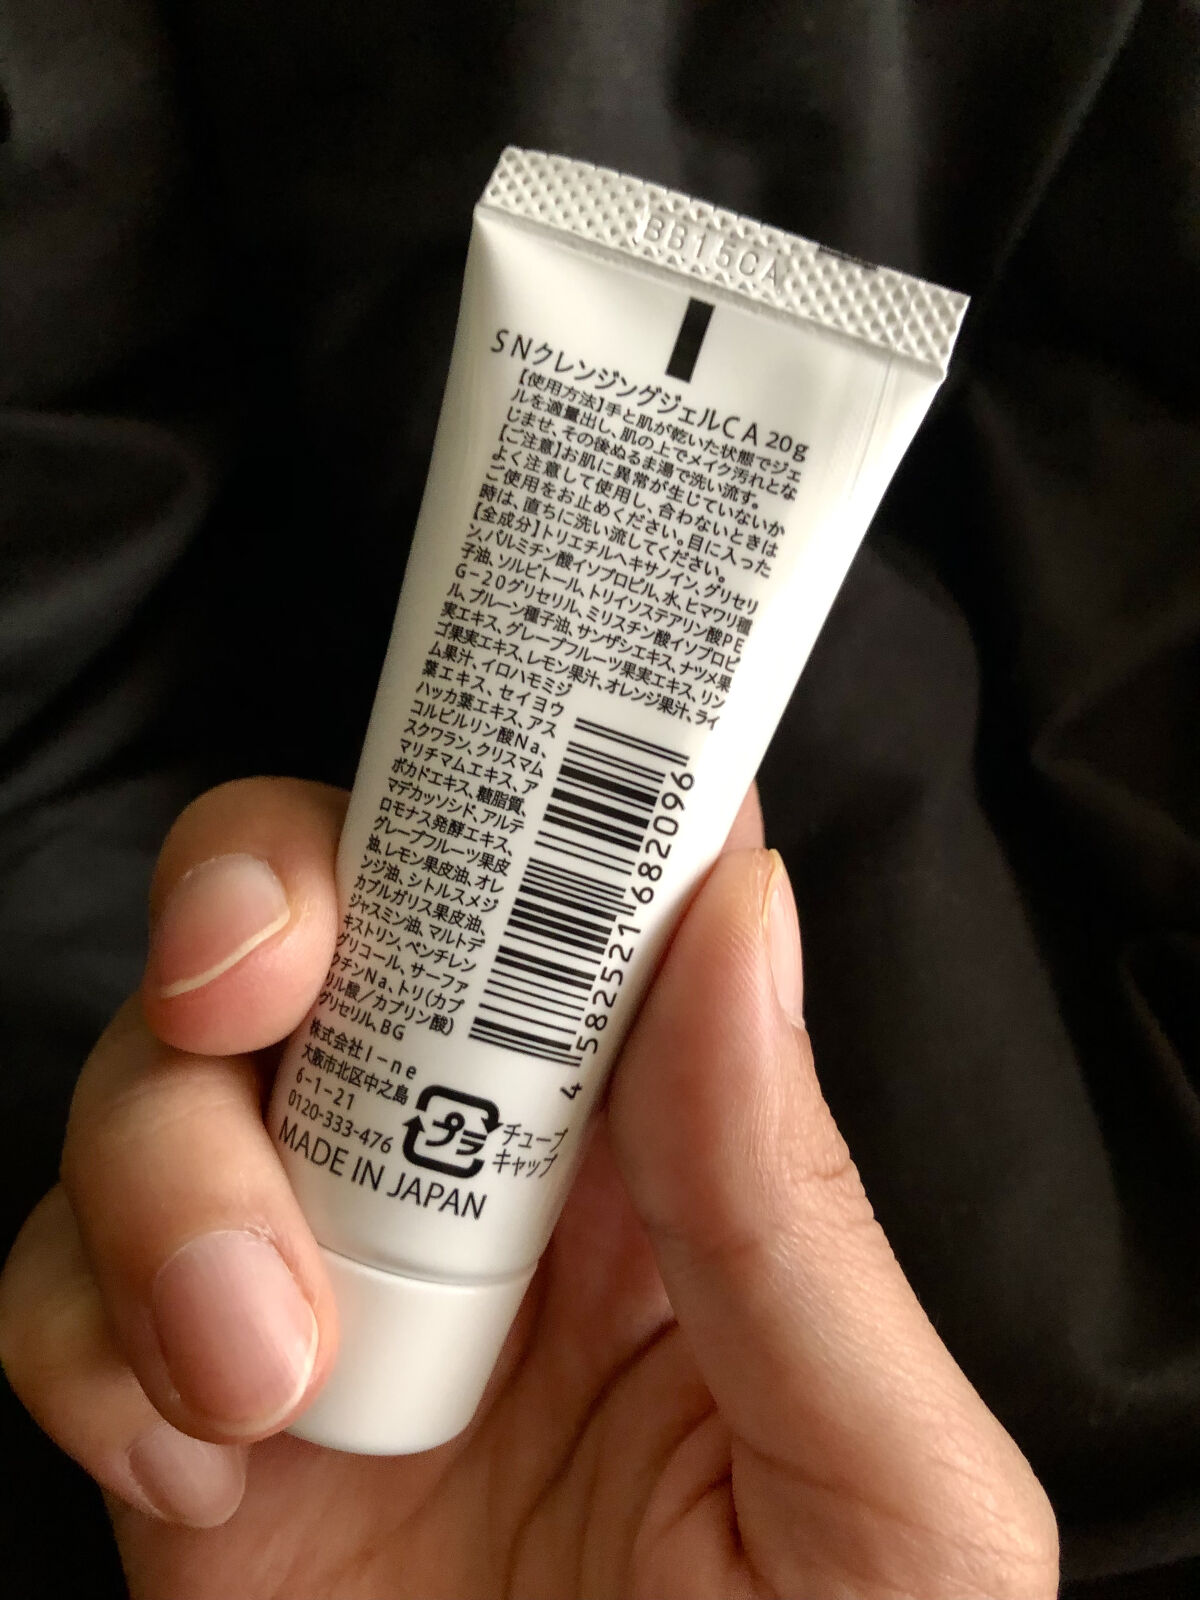 BB15CA
SNクレンジングジェルCA 20g
【使用方法】手と肌が乾いた状態でジェ
ルを適量出し、肌の上でメイク汚れとな
じませ、その後ぬるま湯で洗い流す。
【ご注意】お肌に異常が生じていないか
よく注意して使用し、合わないときは
ご使用をお止めください。目に入った
時は、直ちに洗い流してください。
【全成分】トリエチルヘキサノイン、グリセリ
ン、パルミチン酸イソプロピル、水、ヒマワリ種
子油、ソルビトール、トリイソステアリン酸PE
G-20グリセリル、ミリスチン酸イソプロピ
ル、プルーン種子油、サンザシエキス、ナツメ果
実エキス、グレープフルーツ果実エキス、リン
ゴ果実エキス、レモン果汁、オレンジ果汁、ライ
ム果汁、イロハモミジ
葉エキス、セイヨウ
ハッカ葉エキス、アス
コルビルリン酸Na、
スクワラン、クリスマム
マリチマムエキス、ア
ボカドエキス、糖脂質、
マデカッソシド、アルテ
ロモナス発酵エキス、
グレープフルーツ果皮
油、レモン果皮油、オレ
ンジ油、シトルスメジ
カブルガリス果皮油、
ジャスミン油、マルトデ
キストリン、ペンチレン
グリコール、サーファ
クチンNa、トリ(カプ
リル酸/カプリン酸)
グリセリル、BG
4582521682096
株式会社I-ne
大阪市北区中之島
6-1-21
0120-333-476
プラ
チューブ
キャップ
MADE IN JAPAN